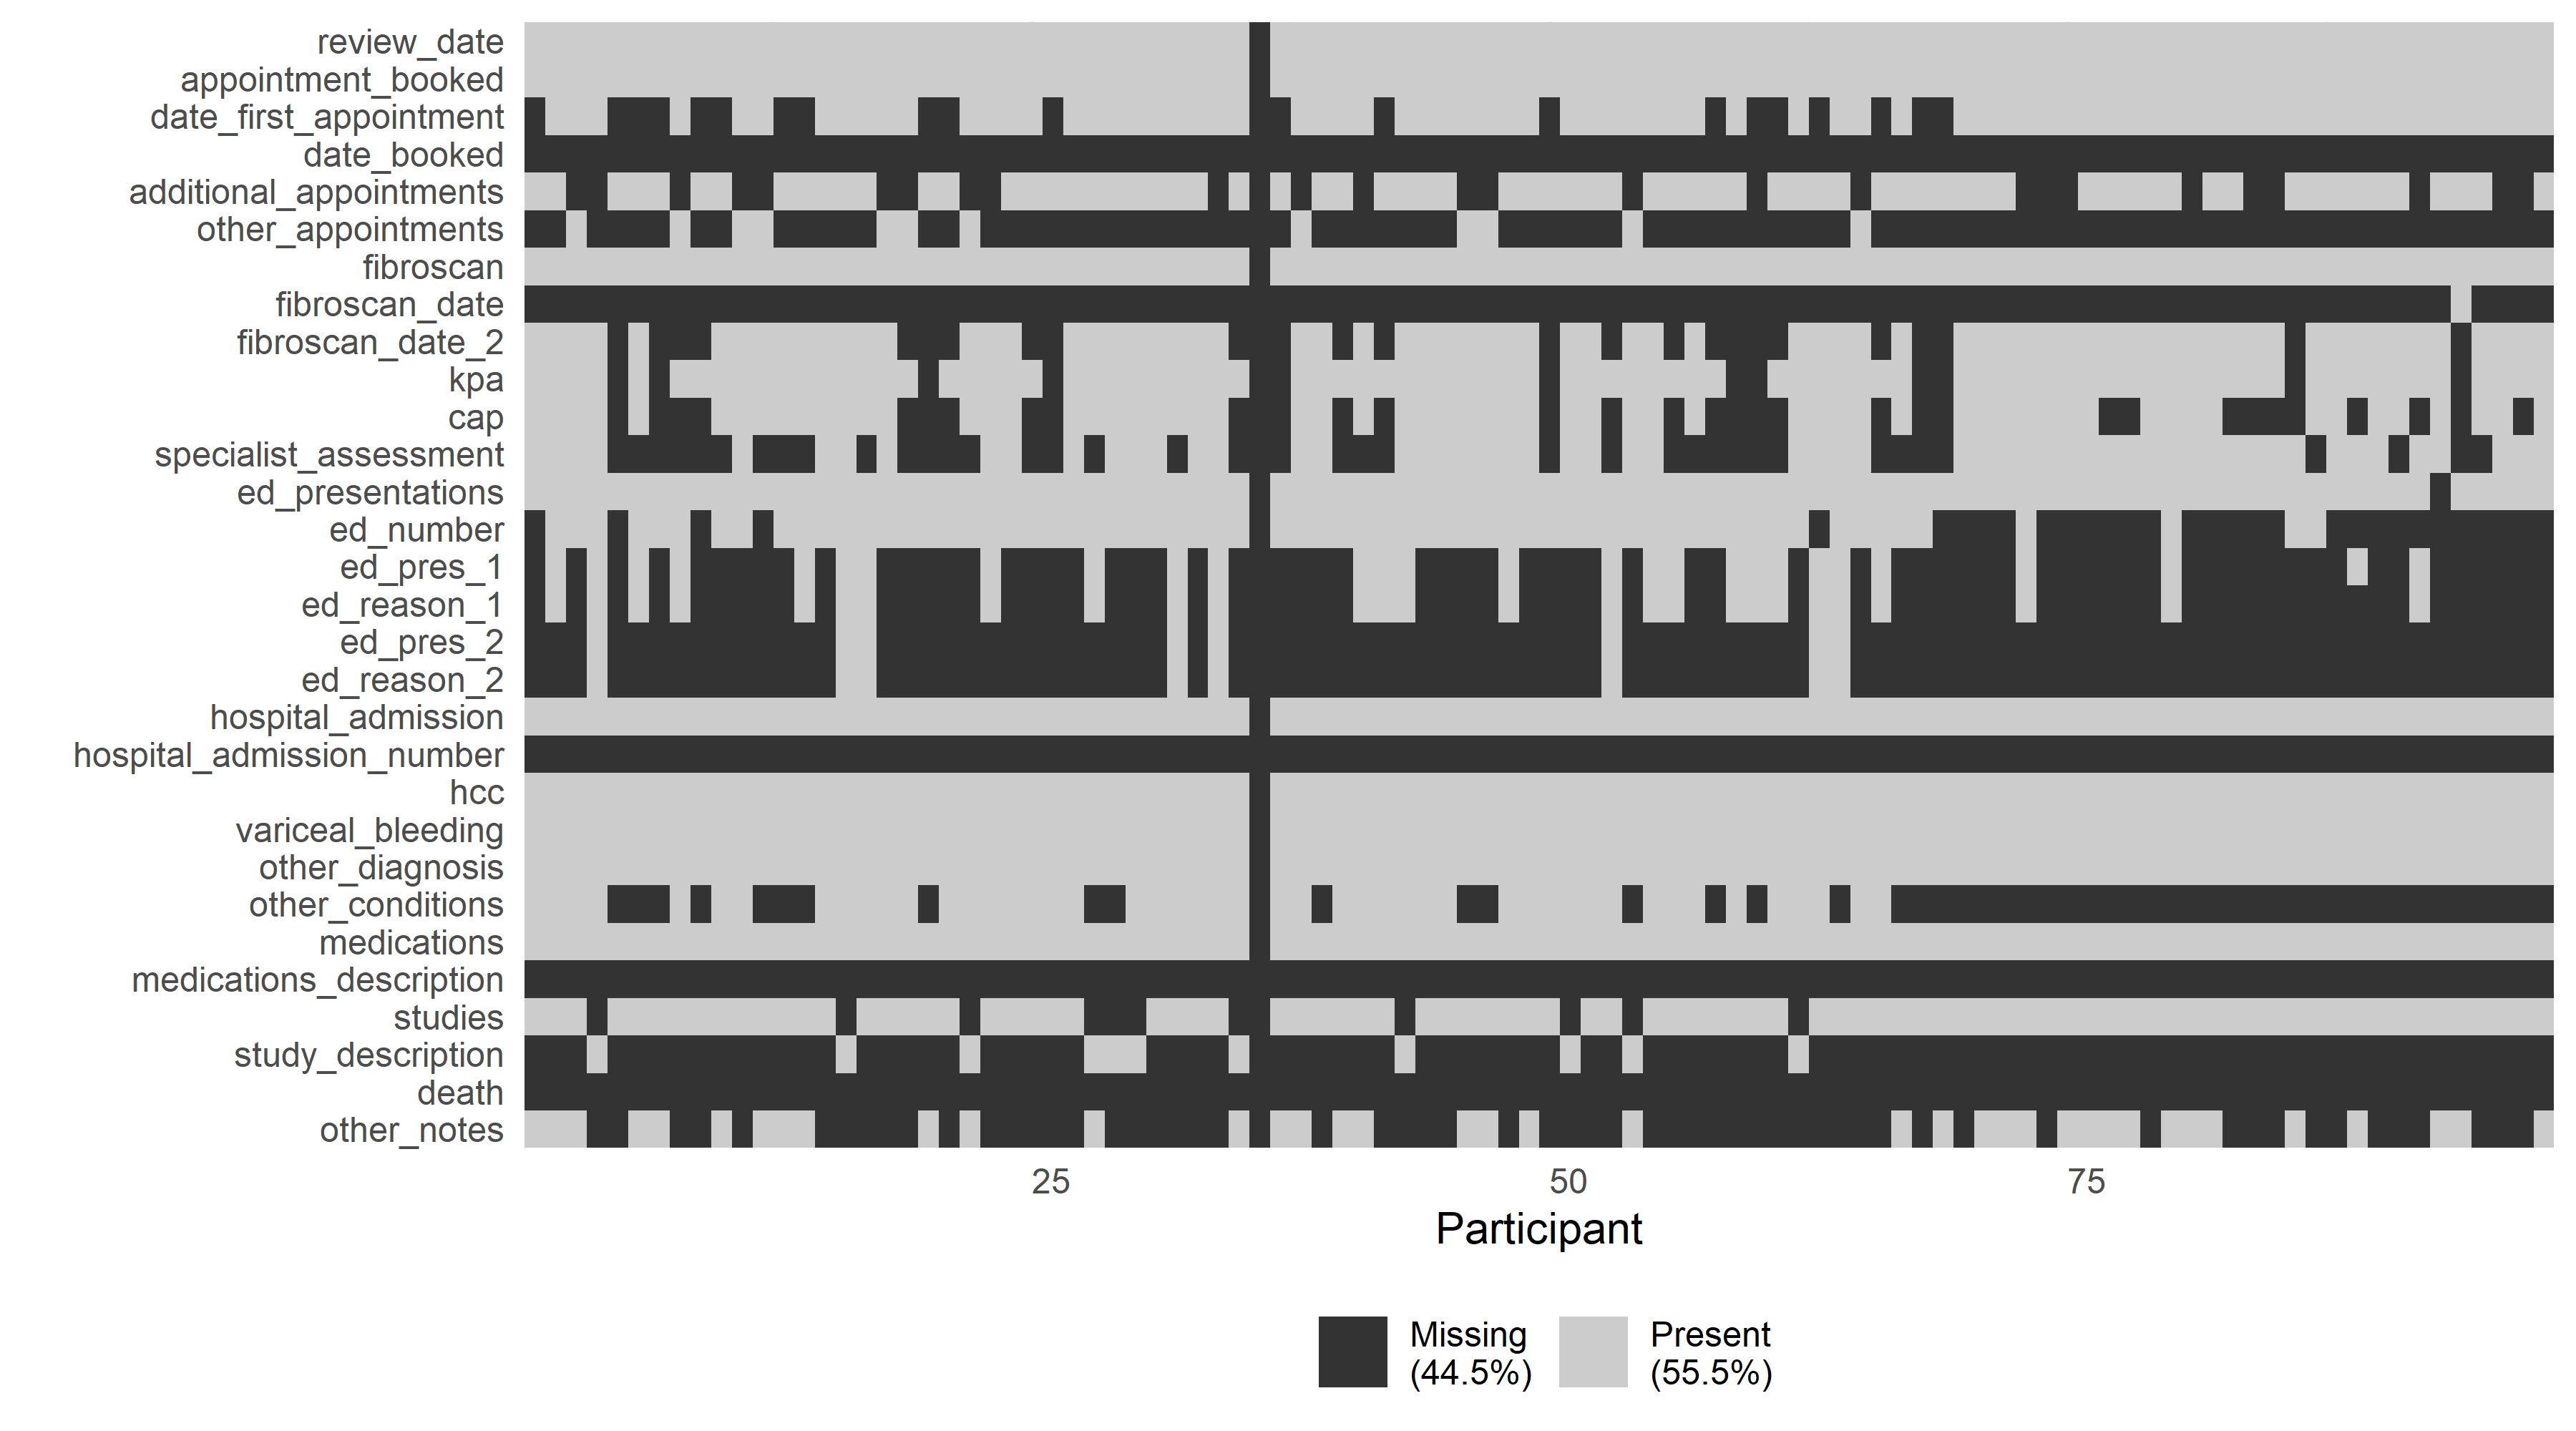 review_date
appointment_booked
date_first_appointment
date_booked
additional_appointments
other_appointments
fibroscan
fibroscan_date
fibroscan_date_2
kpa
cap
specialist_assessment
ed_presentations
ed_number
ed_pres_1
ed_reason_1
ed_pres_2
ed_reason_2
hospital_admission
hospital_admission_number
hcc
variceal_bleeding
other_diagnosis
other_conditions
medications
medications_description
studies
study_description
death
other_notes
25 50 75
Participant
Missing
(44.5%)
Present
(55.5%)